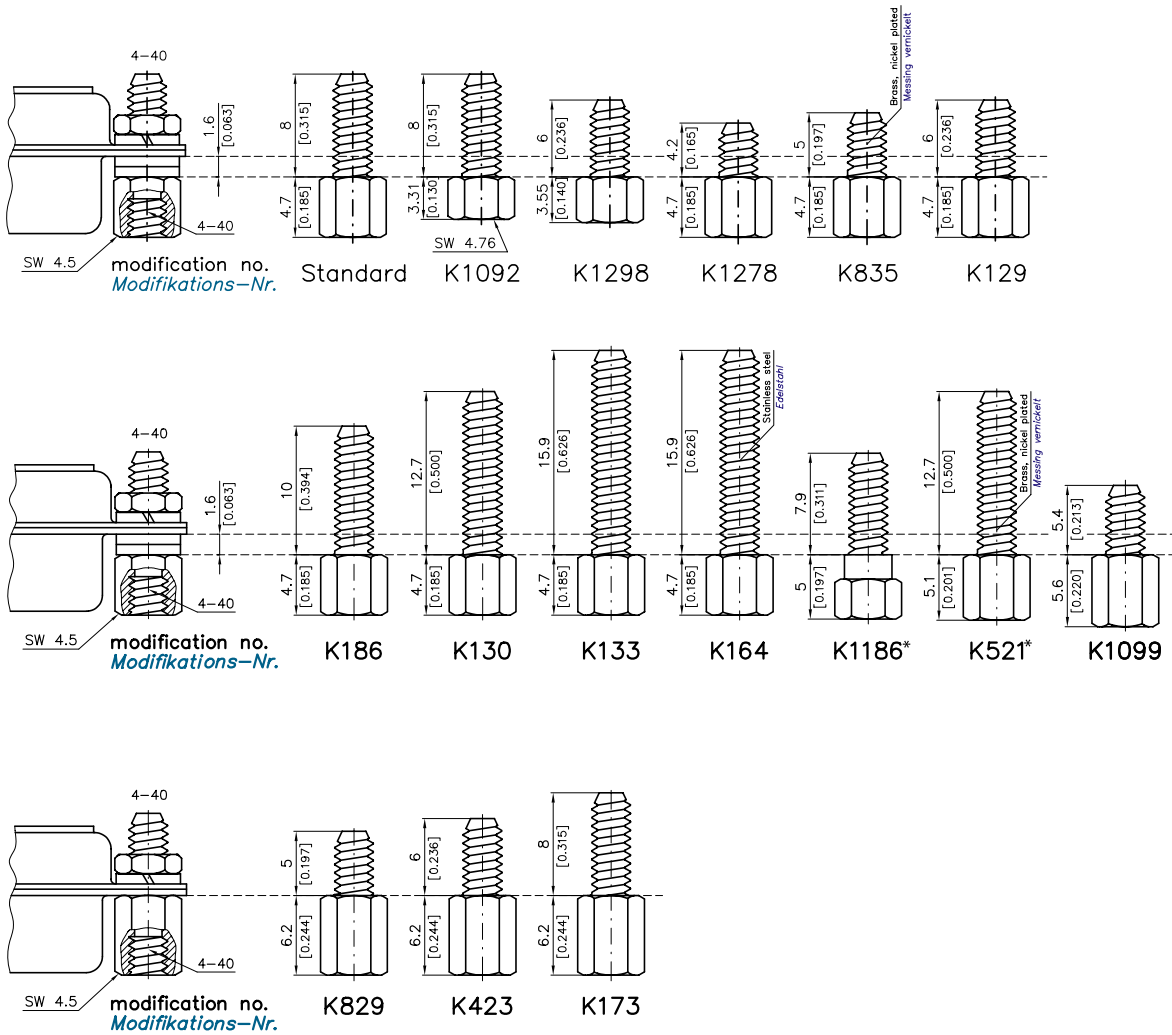 4-40
1.6
[0.063]
4-40
SW 4.5
modification no.
Modifikations-Nr.
8
[0.315]
4.7
[0.185]
Standard
8
[0.315]
3.31
[0.130]
SW 4.76
K1092
6
[0.236]
3.55
[0.140]
K1298
4.2
[0.165]
4.7
[0.185]
K1278
Brass, nickel plated
Messing vernickelt
5
[0.197]
4.7
[0.185]
K835
6
[0.236]
4.7
[0.185]
K129
4-40
1.6
[0.063]
4-40
SW 4.5
modification no.
Modifikations-Nr.
10
[0.394]
4.7
[0.185]
K186
12.7
[0.500]
4.7
[0.185]
K130
15.9
[0.626]
4.7
[0.185]
K133
15.9
[0.626]
Stainless steel
Edelstahl
4.7
[0.185]
K164
7.9
[0.311]
5
[0.197]
K1186*
12.7
[0.500]
Brass, nickel plated
Messing vernickelt
5.1
[0.201]
K521*
5.4
[0.213]
5.6
[0.220]
K1099
4-40
4-40
SW 4.5
modification no.
Modifikations-Nr.
5
[0.197]
6.2
[0.244]
K829
6
[0.236]
6.2
[0.244]
K423
8
[0.315]
6.2
[0.244]
K173